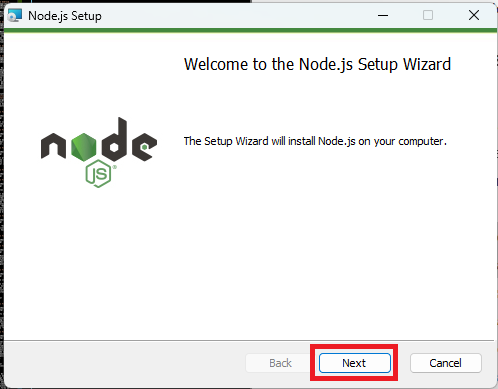 Node.js Setup
Welcome to the Node.js Setup Wizard
The Setup Wizard will install Node.js on your computer.
node
JS®
Back
Next
Cancel